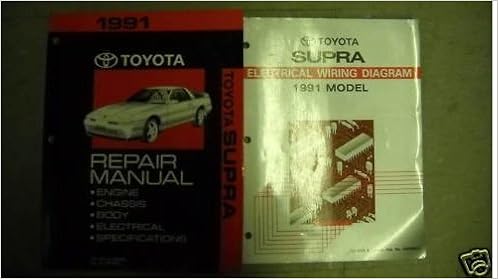 1991
TOYOTA
REPAIR
MANUAL
• ENGINE
• CHASSIS
• BODY
• ELECTRICAL
• SPECIFICATIONS
TOYOTA SUPRA
TOYOTA
SUPRA
ELECTRICAL WIRING DIAGRAM
1991 MODEL